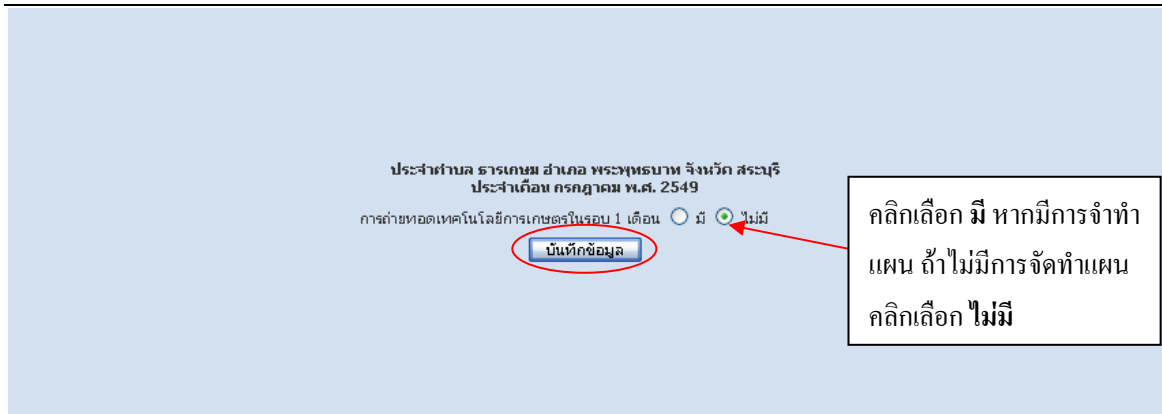 ประจำตำบล ธารเกษม อำเภอ พระพุทธบาท จังหวัด สระบุรี
ประจำเดือน กรกฎาคม พ.ศ. 2549
การถ่ายทอดเทคโนโลยีการเกษตรในรอบ 1 เดือน มี ไม่มี
บันทึกข้อมูล
คลิกเลือก มี หากมีการจำทำ
แผน ถ้าไม่มีการจัดทำแผน
คลิกเลือก ไม่มี